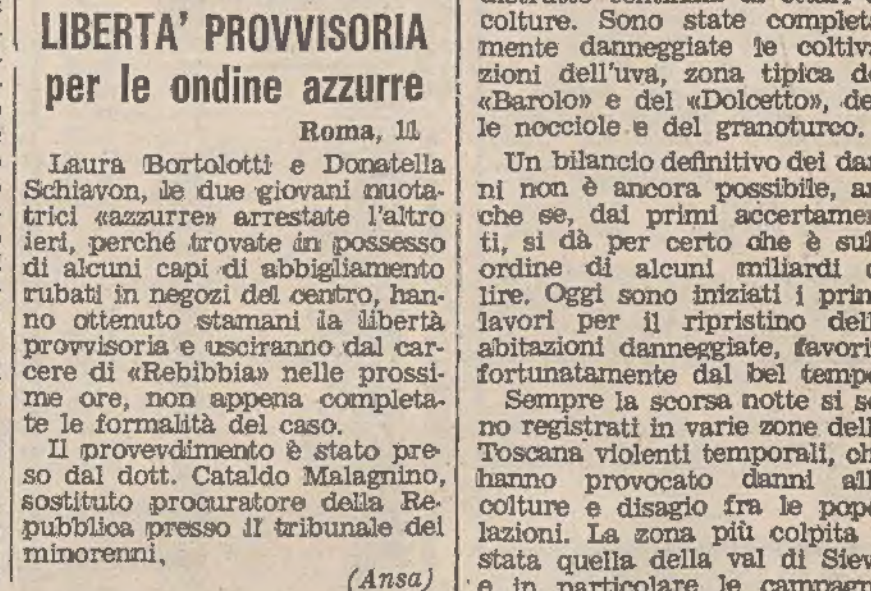 LIBERTA' PROVVISORIA
per le ondine azzurre
Roma, 11
Laura Bortolotti e Donatella
Schiavon, le due giovani nuota-
trici «azzurre» arrestate l'altro
ieri, perché trovate in possesso
di alcuni capi di abbigliamento
rubati in negozi del centro, han-
no ottenuto stamani la libertà
provvisoria e usciranno dal car-
cere di «Rebibbia» nelle prossi-
me ore, non appena completa-
te le formalità del caso.
Il provevdimento è stato pre-
so dal dott. Cataldo Malagnino,
sostituto procuratore della Re-
pubblica presso il tribunale dei
minorenni,
(Ansa)
colture. Sono state completa
mente danneggiate le coltiva
zioni dell'uva, zona tipica de
«Barolo» e del «Dolcetto», de
le nocciole e del granoturco.
Un bilancio definitivo dei dan
ni non è ancora possibile, an
che se, dai primi accertamen
ti, si dà per certo che è sull
ordine di alcuni miliardi d
lire. Oggi sono iniziati i prim
lavori per il ripristino dell
abitazioni danneggiate, favorit
fortunatamente dal bel tempo
Sempre la scorsa notte si so
no registrati in varie zone dell
Toscana violenti temporali, ch
hanno provocato danni all
colture e disagio fra le popo
lazioni. La zona più colpita
stata quella della val di Siev
e in particolare le campagn